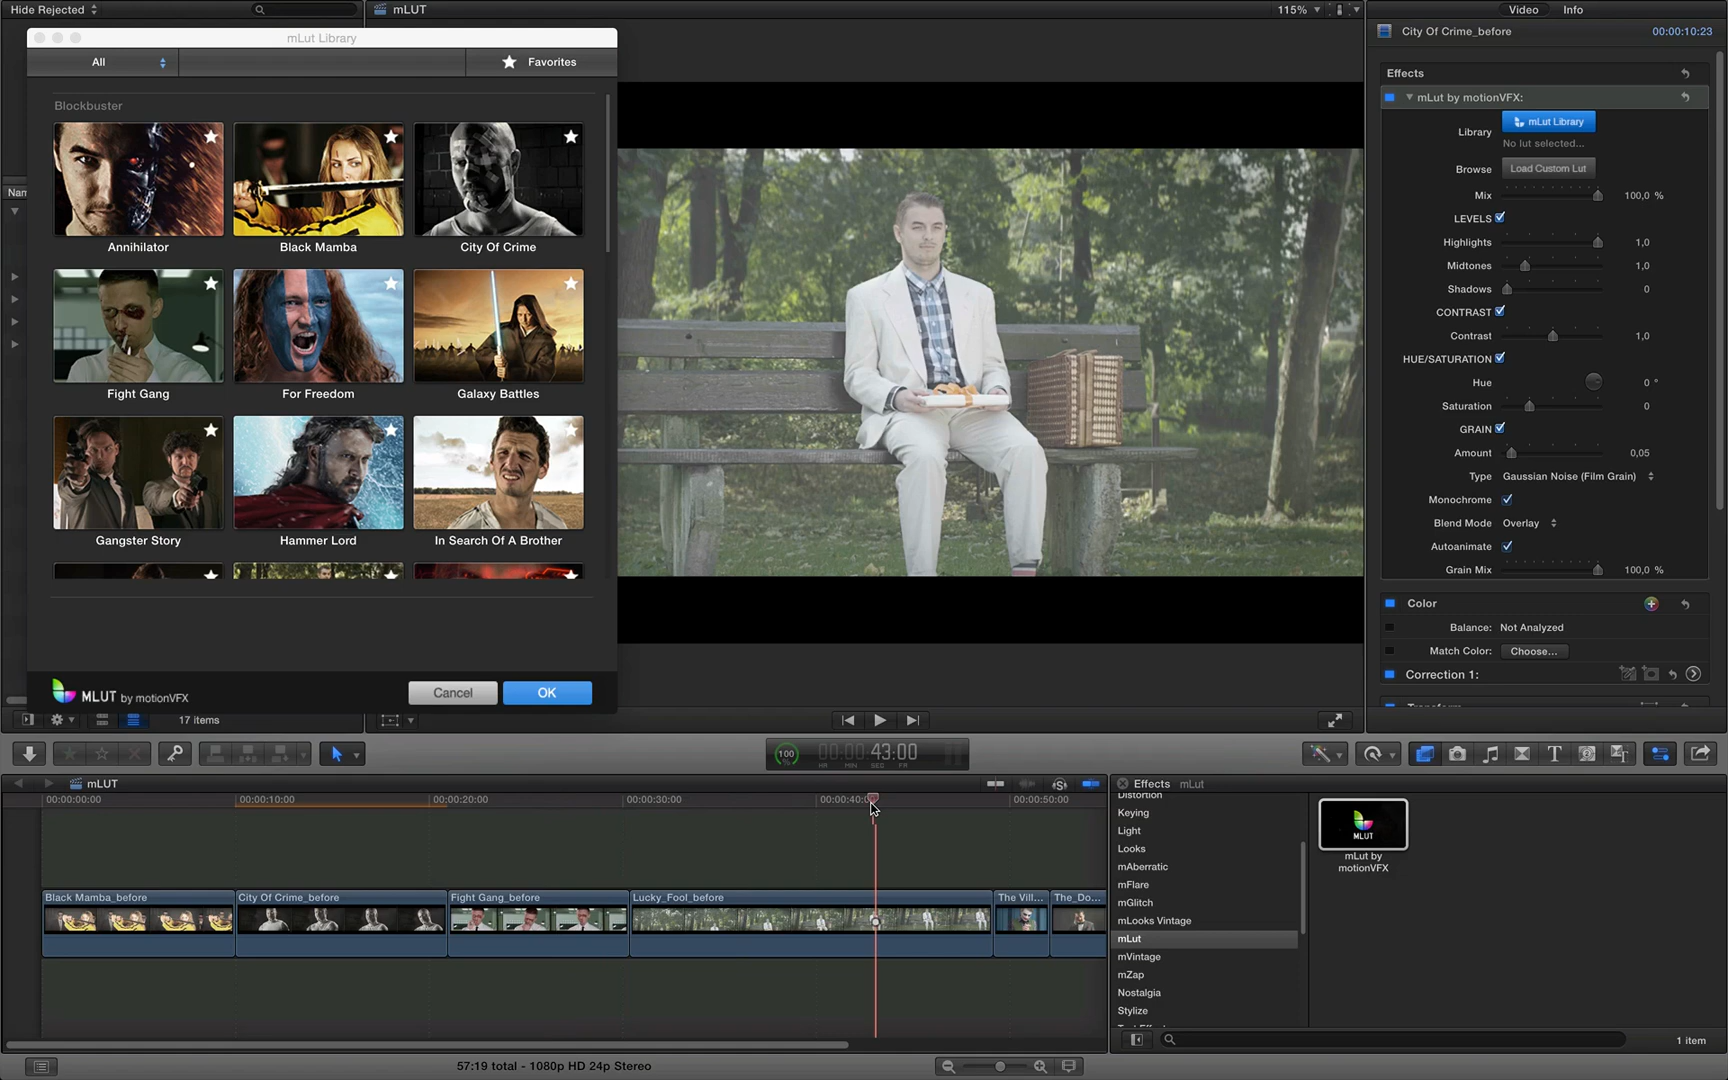 Hide Rejected
mLUT
115%
Video
Info
mLut Library
All
Favorites
Blockbuster
Annihilator
Black Mamba
City Of Crime
Fight Gang
For Freedom
Galaxy Battles
Gangster Story
Hammer Lord
In Search Of A Brother
MLUT by motionVFX
Cancel
OK
Nam
17 items
City Of Crime_before
00:00:10:23
Effects
mLut by motionVFX:
Library
mLut Library
No lut selected...
Browse
Load Custom Lut
Mix
100,0 %
LEVELS
Highlights
1,0
Midtones
1,0
Shadows
0
CONTRAST
Contrast
1,0
HUE/SATURATION
Hue
0 °
Saturation
0
GRAIN
Amount
0,05
Type
Gaussian Noise (Film Grain)
Monochrome
Blend Mode
Overlay
Autoanimate
Grain Mix
100,0 %
Color
Balance:
Not Analyzed
Match Color:
Choose...
Correction 1:
100
%
00:00:43:00
HR
MIN
SEC
FR
mLUT
00:00:00:00
00:00:10:00
00:00:20:00
00:00:30:00
00:00:40:
00:00:50:00
Black Mamba_before
City Of Crime_before
Fight Gang_before
Lucky_Fool_before
The Vill...
The_Do...
Effects
mLut
Distortion
Keying
Light
Looks
mAberratic
mFlare
mGlitch
mLooks Vintage
mLut
mVintage
mZap
Nostalgia
Stylize
MLUT
mLut by
motionVFX
1 item
57:19 total - 1080p HD 24p Stereo